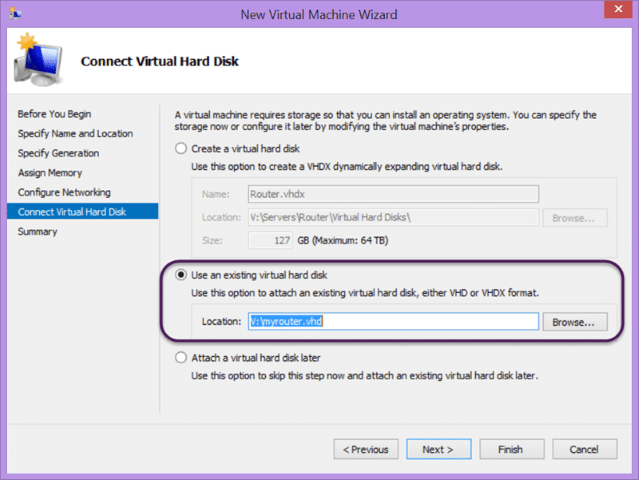 New Virtual Machine Wizard
Connect Virtual Hard Disk
Before You Begin
Specify Name and Location
Specify Generation
Assign Memory
Configure Networking
Connect Virtual Hard Disk
Summary
A virtual machine requires storage so that you can install an operating system. You can specify the
storage now or configure it later by modifying the virtual machine's properties.
Create a virtual hard disk
Use this option to create a VHDX dynamically expanding virtual hard disk.
Name: Router.vhdx
Location: V:\Servers\Router\Virtual Hard Disks\ Browse...
Size: 127 GB (Maximum: 64 TB)
Use an existing virtual hard disk
Use this option to attach an existing virtual hard disk, either VHD or VHDX format.
Location: V:\myrouter.vhd Browse...
Attach a virtual hard disk later
Use this option to skip this step now and attach an existing virtual hard disk later.
< Previous Next > Finish Cancel